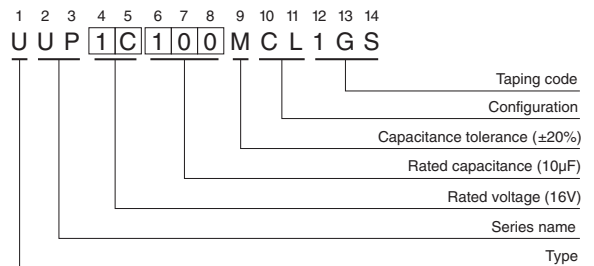 1 2 3 4 5 6 7 8 9 10 11 12 13 14
U U P 1 C 1 0 0 M C L 1 G S
Taping code
Configuration
Capacitance tolerance (±20%)
Rated capacitance (10µF)
Rated voltage (16V)
Series name
Type